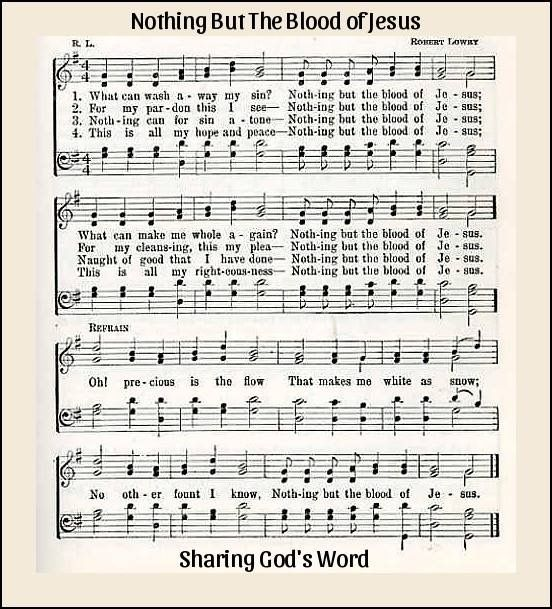 Nothing But The Blood of Jesus
R. L. Robert Lowry
1. What can wash a - way my sin? Noth-ing but the blood of Je - sus;
2. For my par-don this I see— Noth-ing but the blood of Je - sus;
3. Noth-ing can for sin a - tone— Noth-ing but the blood of Je - sus;
4. This is all my hope and peace— Noth-ing but the blood of Je - sus;
What can make me whole a - gain? Noth-ing but the blood of Je - sus.
For my cleans-ing, this my plea— Noth-ing but the blood of Je - sus.
Naught of good that I have done— Noth-ing but the blood of Je - sus.
This is all my right-eous-ness— Noth-ing but the blood of Je - sus.
Refrain
Oh! pre-cious is the flow That makes me white as snow;
No oth-er fount I know, Noth-ing but the blood of Je - sus.
Sharing God's Word